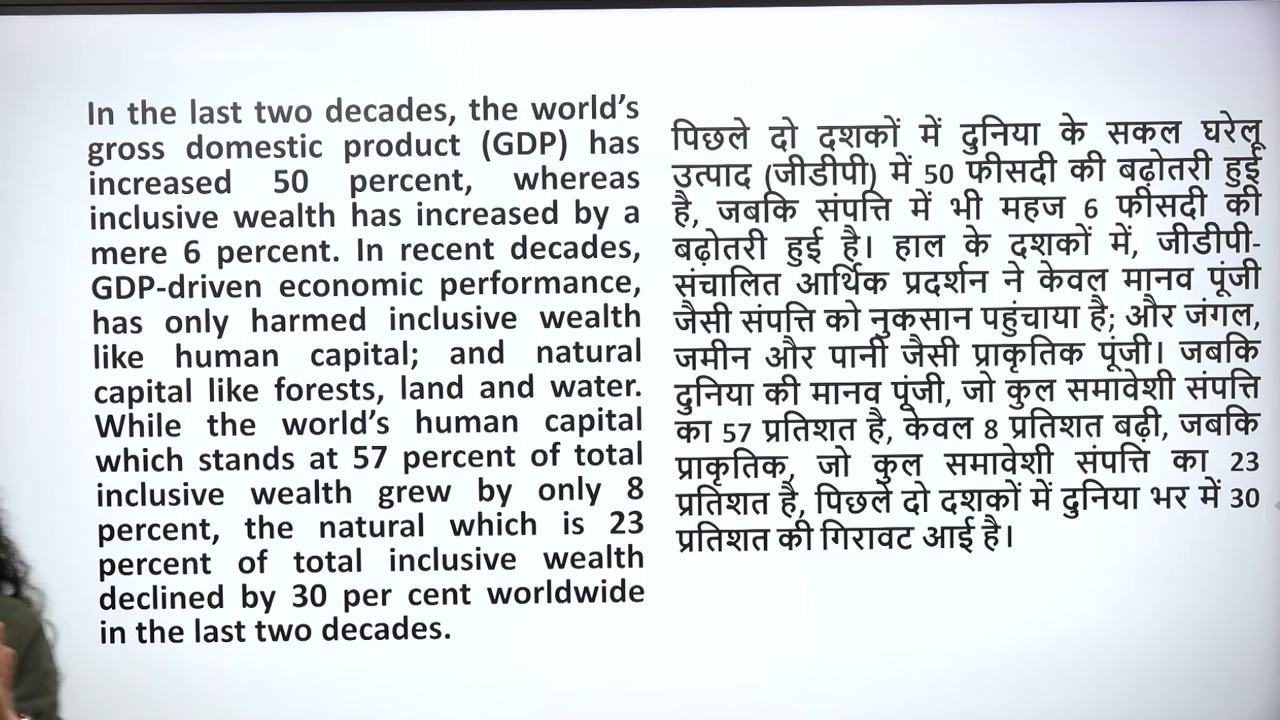 In the last two decades, the world's
gross domestic product (GDP) has
increased 50 percent, whereas
inclusive wealth has increased by a
mere 6 percent. In recent decades,
GDP-driven economic performance,
has only harmed inclusive wealth
like human capital; and natural
capital like forests, land and water.
While the world's human capital
which stands at 57 percent of total
inclusive wealth grew by only 8
percent, the natural which is 23
percent of total inclusive wealth
declined by 30 per cent worldwide
in the last two decades.
पिछले दो दशकों में दुनिया के सकल घरेलू
उत्पाद (जीडीपी) में 50 फीसदी की बढ़ोतरी हुई
है, जबकि संपत्ति में भी महज 6 फीसदी की
बढ़ोतरी हुई है। हाल के दशकों में, जीडीपी-
संचालित आर्थिक प्रदर्शन ने केवल मानव पूंजी
जैसी संपत्ति को नुकसान पहुंचाया है; और जंगल,
जमीन और पानी जैसी प्राकृतिक पूंजी। जबकि
दुनिया की मानव पूंजी, जो कुल समावेशी संपत्ति
का 57 प्रतिशत है, केवल 8 प्रतिशत बढ़ी, जबकि
प्राकृतिक, जो कुल समावेशी संपत्ति का 23
प्रतिशत है, पिछले दो दशकों में दुनिया भर में 30
प्रतिशत की गिरावट आई है।